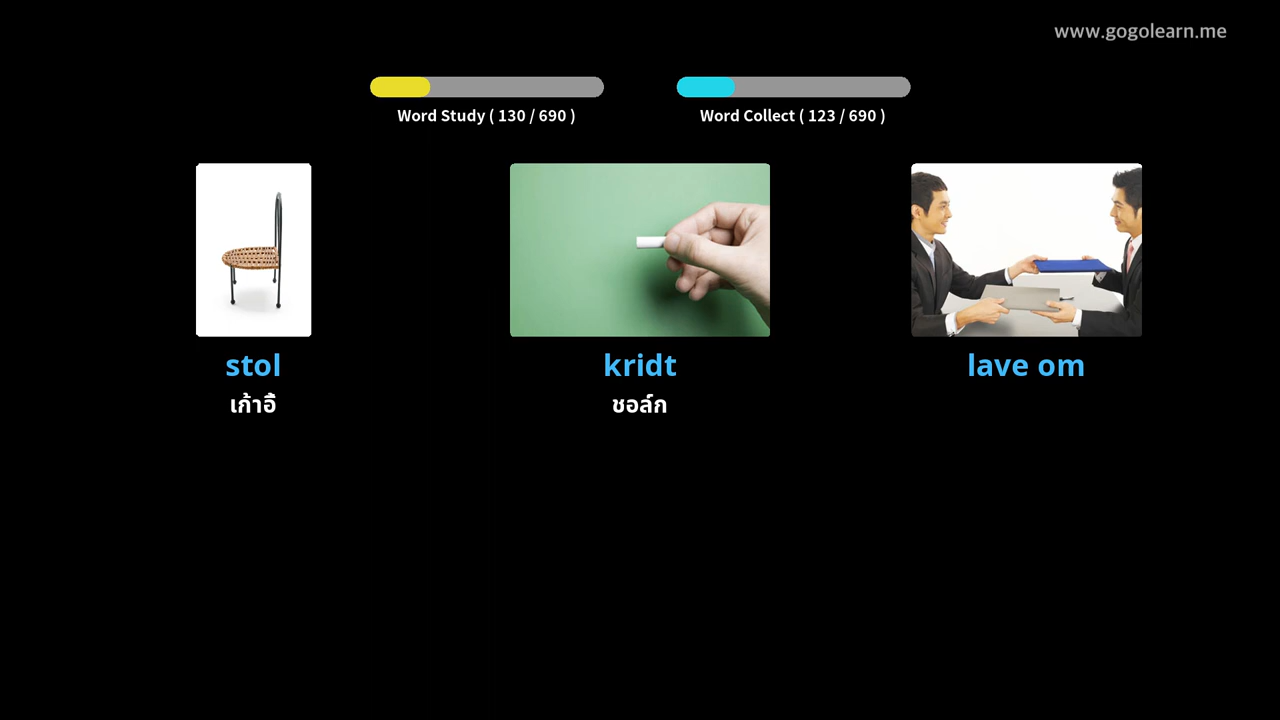 www.gogolearn.me
Word Study ( 130 / 690 )
Word Collect ( 123 / 690 )
stol
kridt
lave om
เก้าอี้
ชอล์ก